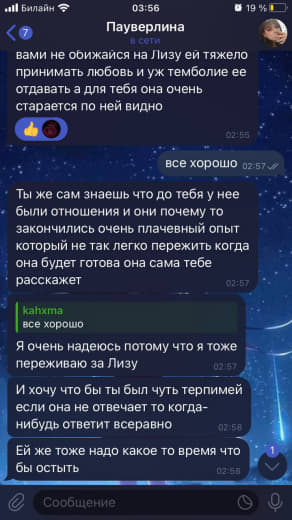 Билайн
03:56
19 %
7
Пауверлина
в сети
вами не обижайся на Лизу ей тяжело
принимать любовь и уж темболие ее
отдавать а для тебя она очень
старается по ней видно
02:55
все хорошо 02:57
Ты же сам знаешь что до тебя у нее
были отношения и они почему то
закончились очень плачевный опыт
который не так легко пережить когда
она будет готова она сама тебе
расскажет
02:57
kahxma
все хорошо
Я очень надеюсь потому что я тоже
переживаю за Лизу
02:57
И хочу что бы ты был чуть терпимей
если она не отвечает то когда-
нибудь ответит всеравно
02:58
Ей же тоже надо какое то время что
бы остыть
02:58
1
Сообщение